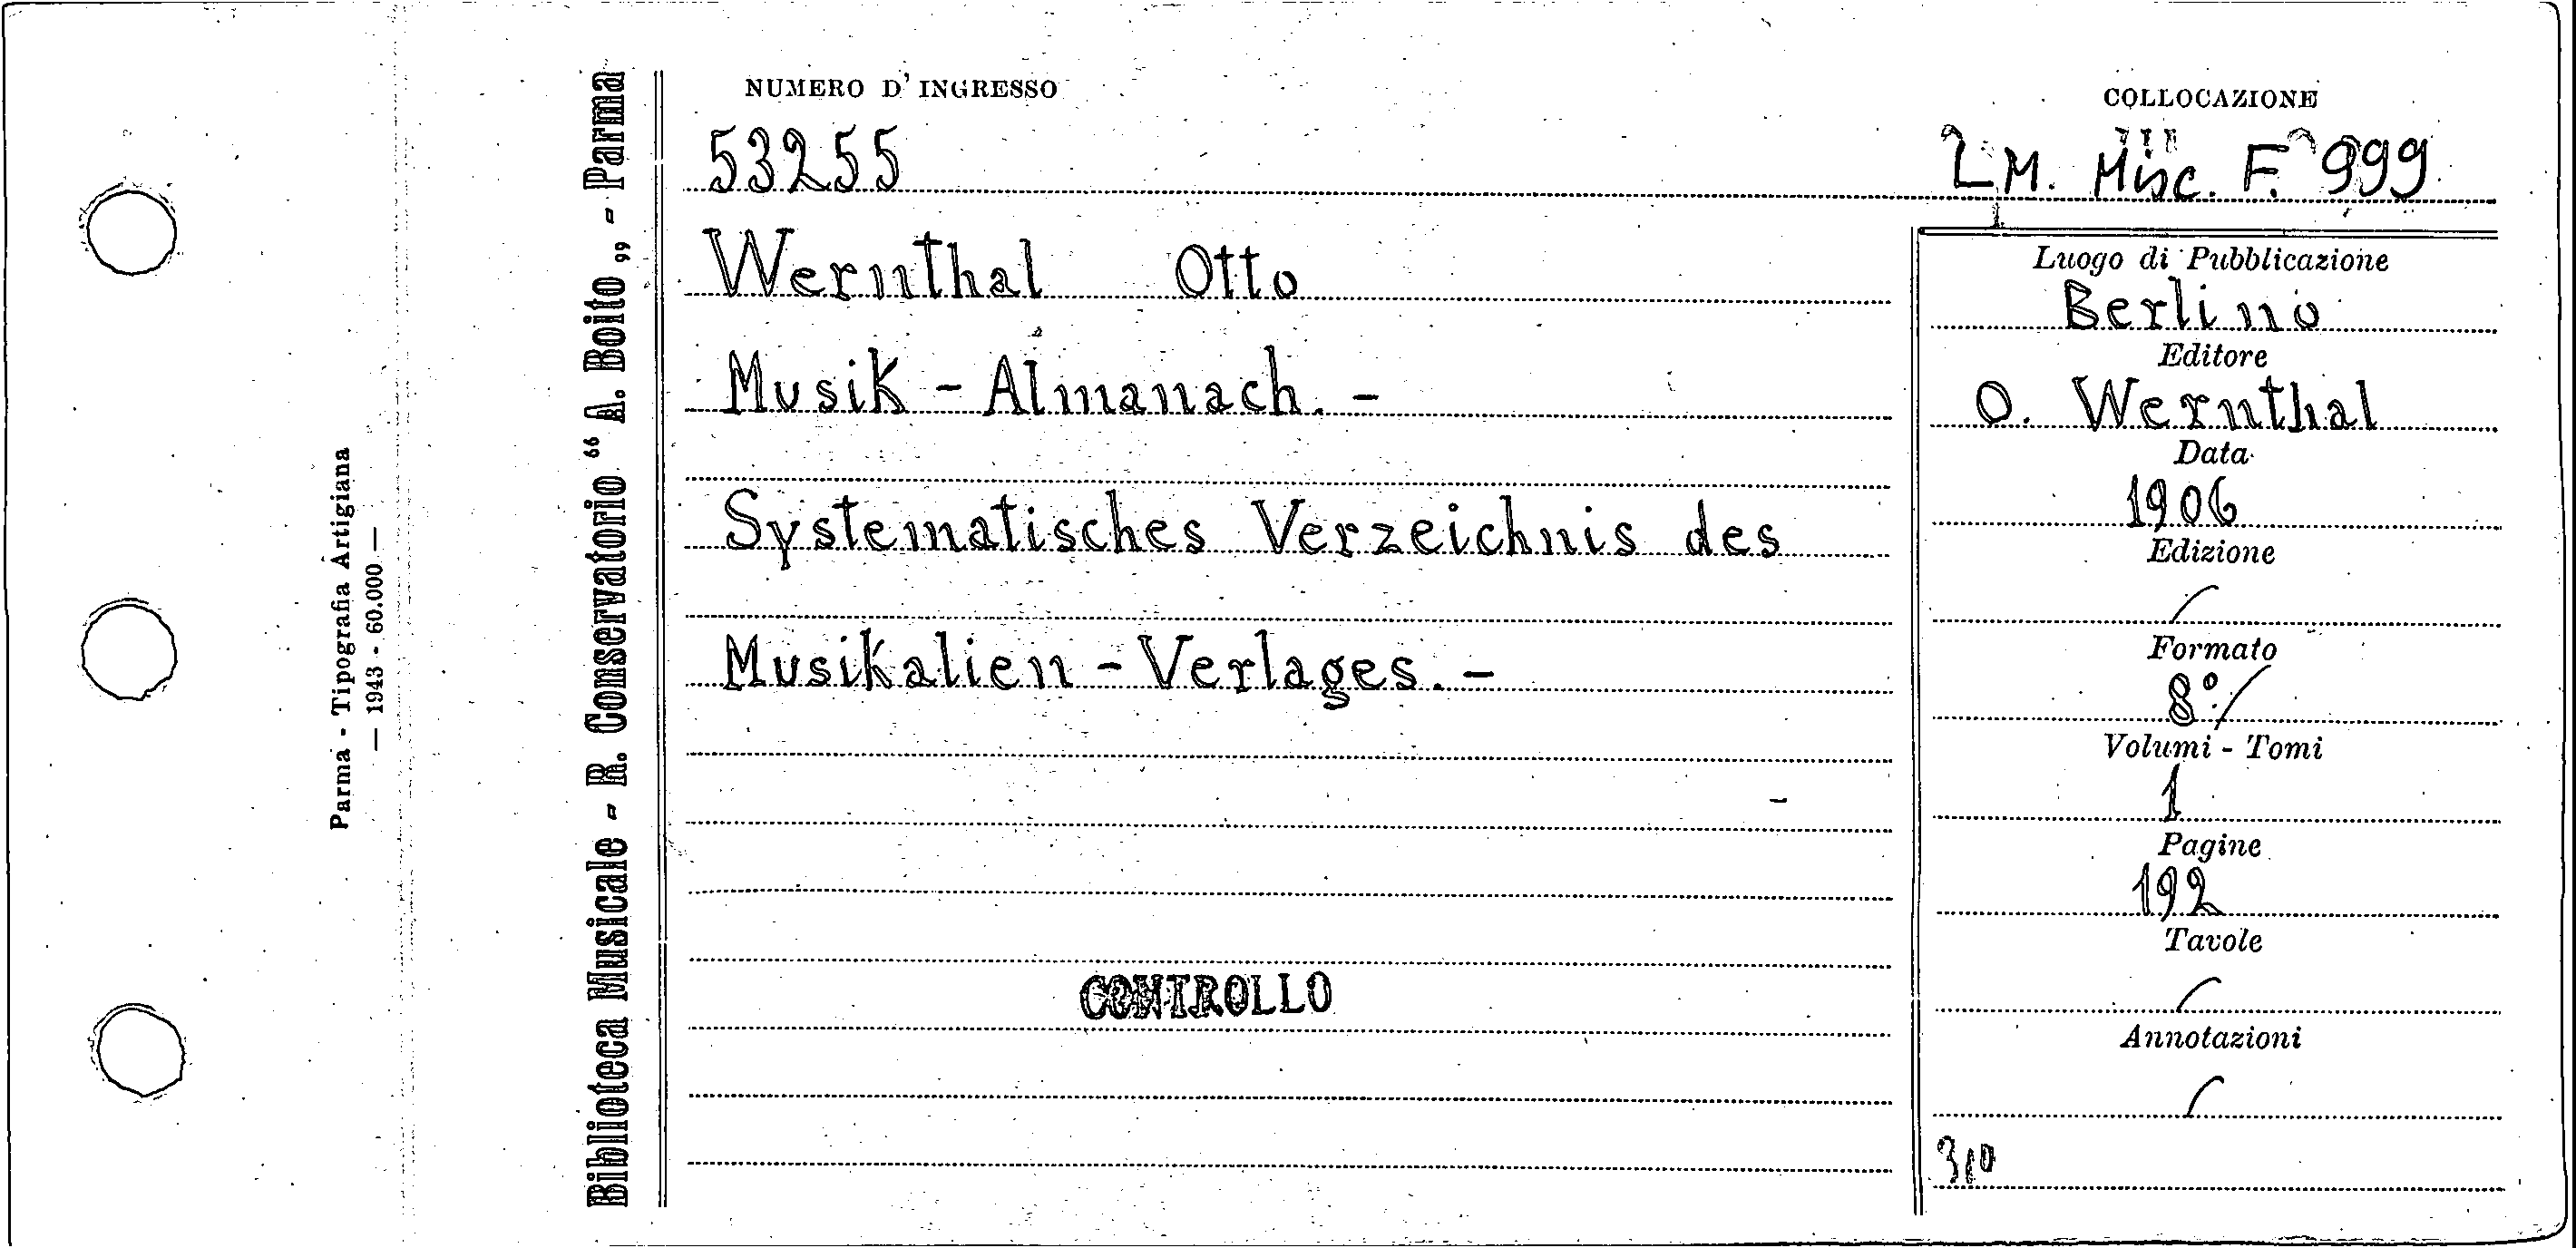 NUMERO D'INGRESSO
53255
COLLOCAZIONE
M. Misc. F. 999
Wernthal Otto
Musik - Almanach. -
Systematisches Verzeichnis des
Musikalien - Verlages. -
CONTROLLO
Luogo di Pubblicazione
Berlino
Editore
O. Wernthal
Data
1906
Edizione
Formato
8°
Volumi - Tomi
1
Pagine
192
Tavole
Annotazioni
Biblioteca Musicale - R. Conservatorio “ A. Boito „ - Parma
Parma - Tipografia Artigiana
— 1943 - 60.000 —